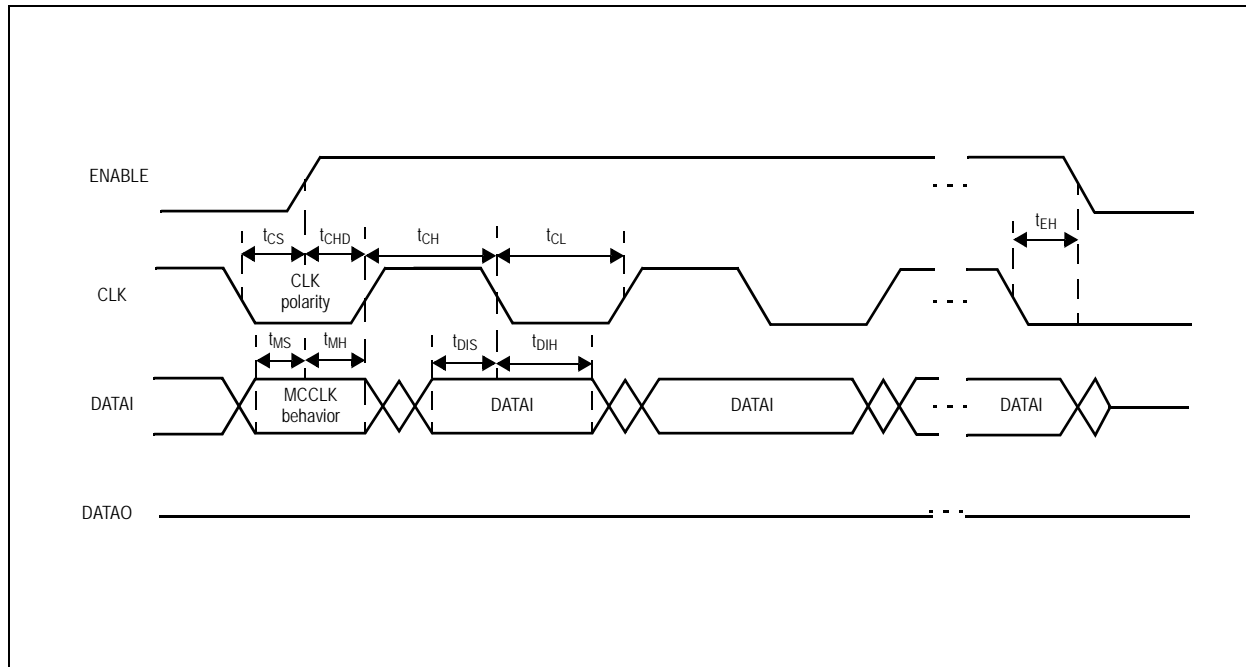 ENABLE
tEH
tCS
tCHD
tCH
tCL
CLK
CLK
polarity
tMS
tMH
tDIS
tDIH
DATAI
MCCLK
behavior
DATAI
DATAI
DATAI
DATAO